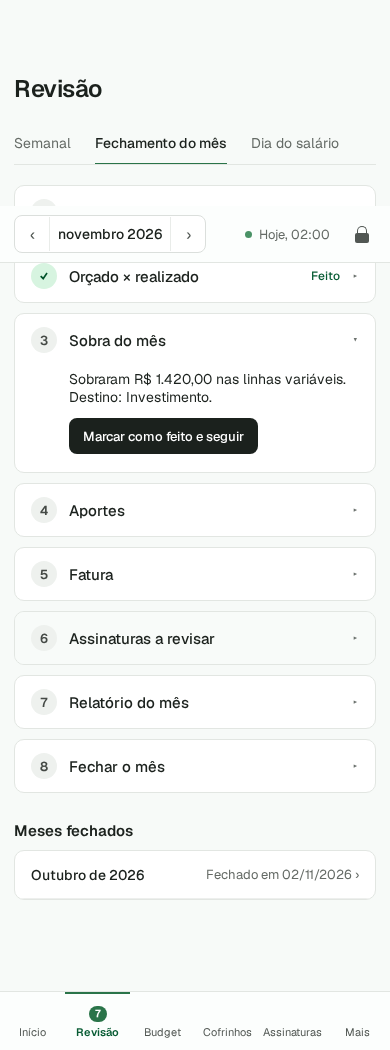 Revisão
Semanal Fechamento do mês Dia do salário
‹ novembro 2026 › Hoje, 02:00
Orçado × realizado Feito
3 Sobra do mês
Sobraram R$ 1.420,00 nas linhas variáveis.
Destino: Investimento.
Marcar como feito e seguir
4 Aportes
5 Fatura
6 Assinaturas a revisar
7 Relatório do mês
8 Fechar o mês
Meses fechados
Outubro de 2026 Fechado em 02/11/2026 ›
7
Início Revisão Budget Cofrinhos Assinaturas Mais